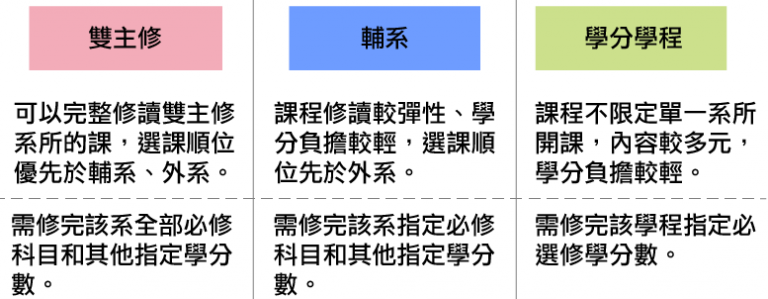 雙主修
輔系
學分學程
可以完整修讀雙主修
系所的課，選課順位
優先於輔系、外系。
課程修讀較彈性、學
分負擔較輕，選課順
位先於外系。
課程不限定單一系所
開課，內容較多元，
學分負擔較輕。
需修完該系全部必修
科目和其他指定學分
數。
需修完該系指定必修
科目和其他指定學分
數。
需修完該學程指定必
選修學分數。